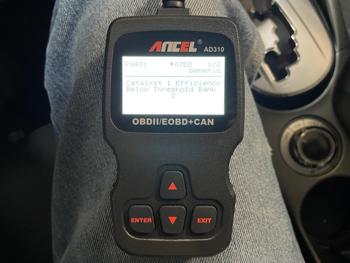 ANCEL
AD310
P0431 #07E8 1/2
Generic
Catalyst 1 Efficiency
Below Threshold Bank
2
OBDII/EOBD+CAN
ENTER
EXIT